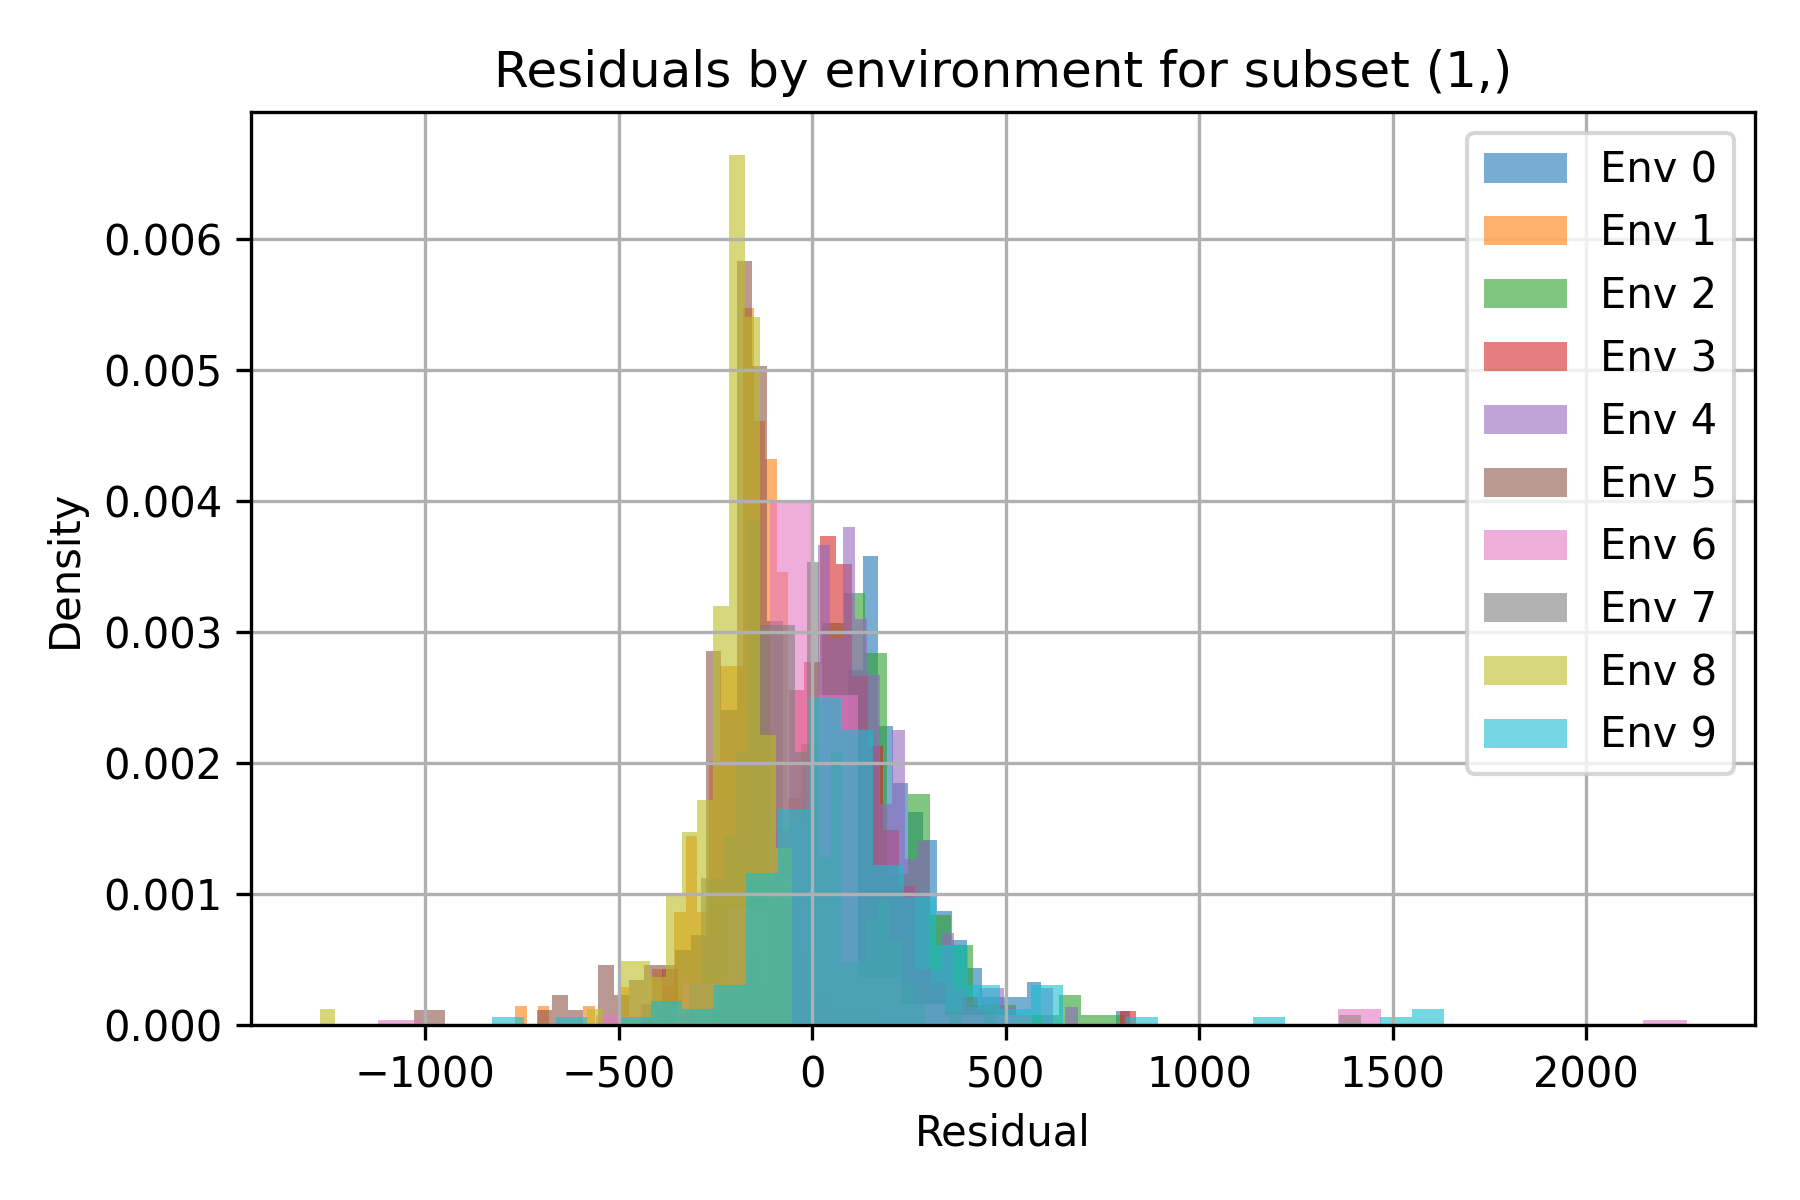 Residuals by environment for subset (1,)
Env 0
Env 1
Env 2
Env 3
Env 4
Env 5
Env 6
Env 7
Env 8
Env 9
Density
0.006
0.005
0.004
0.003
0.002
0.001
0.000
−1000 −500 0 500 1000 1500 2000
Residual